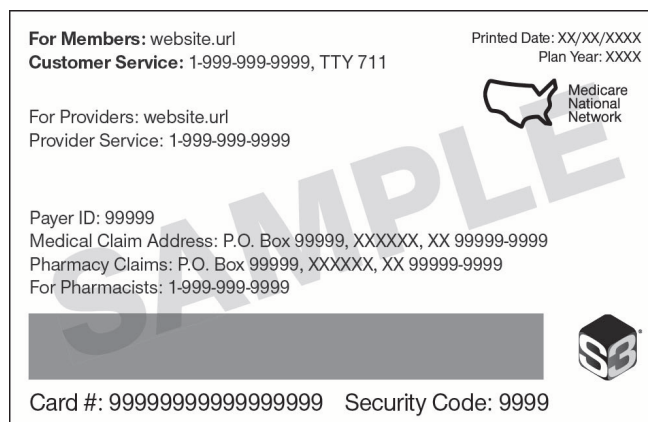 For Members: website.url
Customer Service: 1-999-999-9999, TTY 711
Printed Date: XX/XX/XXXX
Plan Year: XXXX
Medicare
National
Network
For Providers: website.url
Provider Service: 1-999-999-9999
SAMPLE
Payer ID: 99999
Medical Claim Address: P.O. Box 99999, XXXXXX, XX 99999-9999
Pharmacy Claims: P.O. Box 99999, XXXXXX, XX 99999-9999
For Pharmacists: 1-999-999-9999
S3
Card #: 99999999999999999 Security Code: 9999